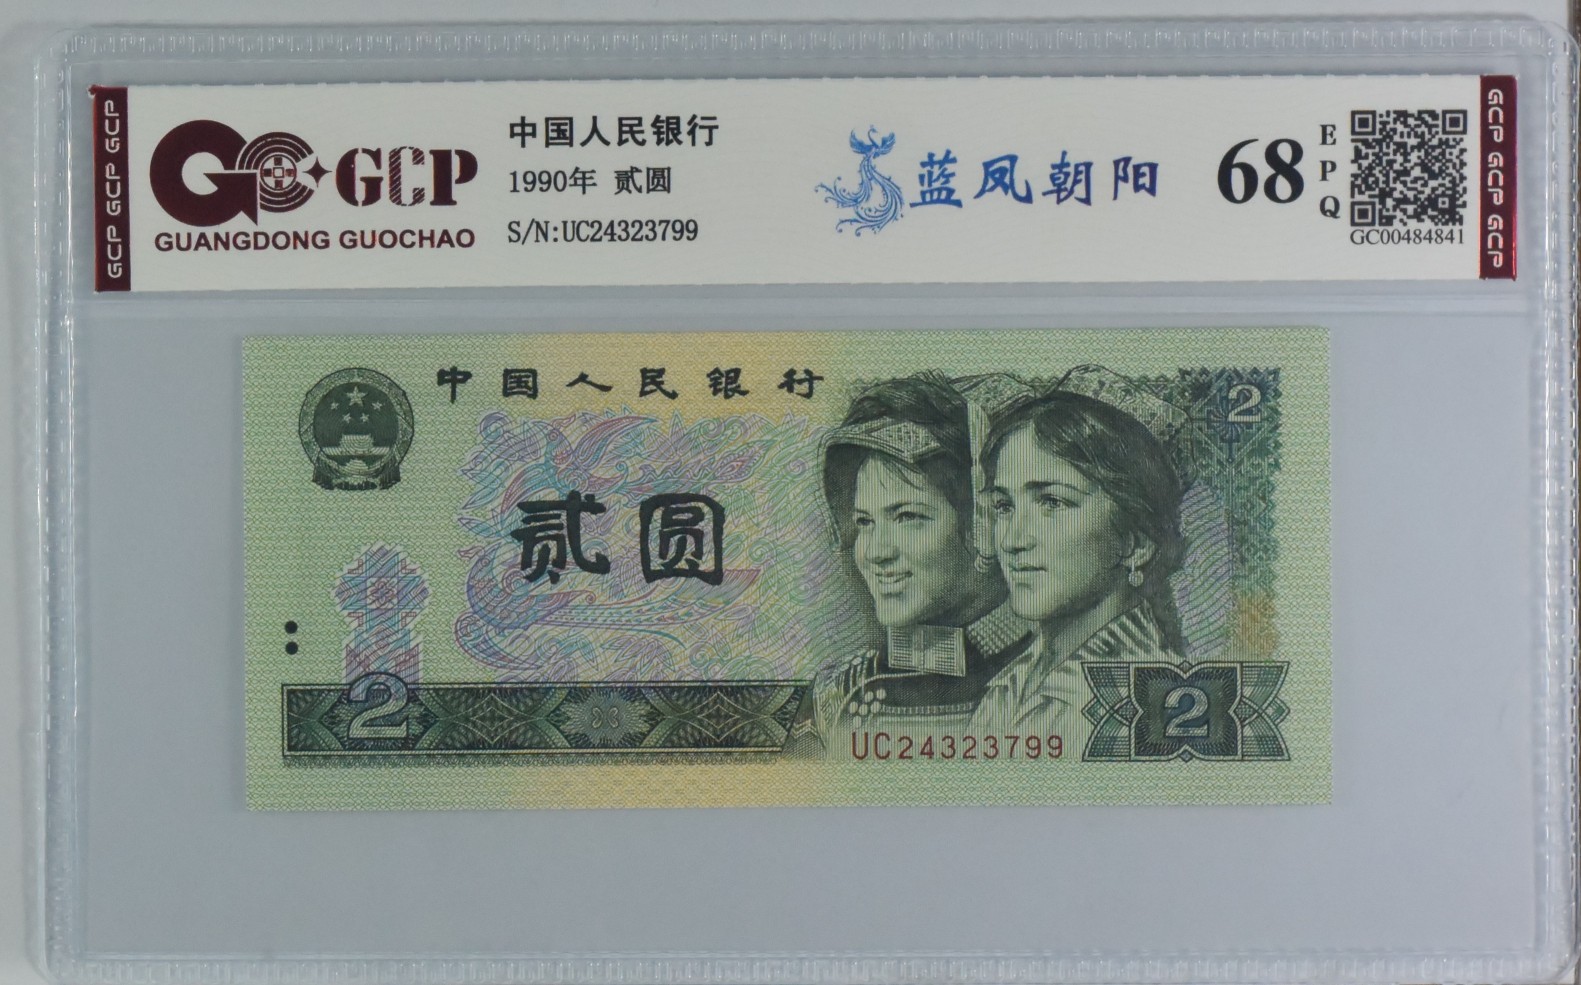 GCP GCP GCP
GCP
GUANGDONG GUOCHAO
中国人民银行
1990年 贰圆
S/N:UC24323799
蓝凤朝阳
68
EPQ
GC00484841
GCP GCP GCP
中国人民银行
2
贰圆
2
UC24323799
2